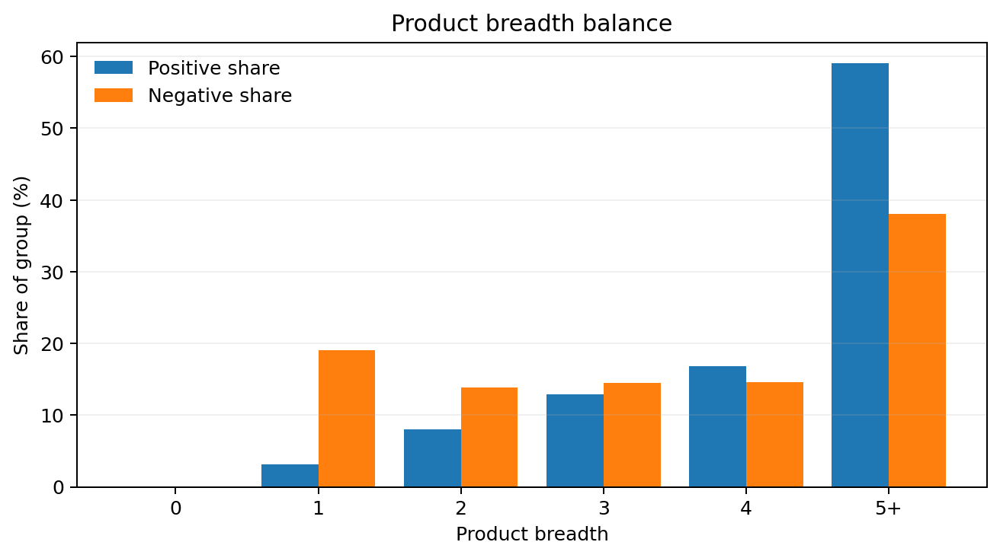 Product breadth balance
Positive share
Negative share
Share of group (%)
60
50
40
30
20
10
0
0 1 2 3 4 5+
Product breadth